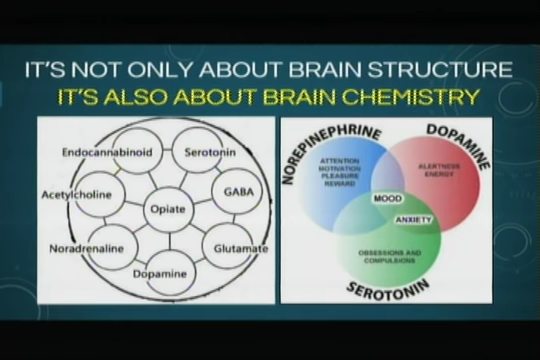 IT'S NOT ONLY ABOUT BRAIN STRUCTURE
IT'S ALSO ABOUT BRAIN CHEMISTRY
Endocannabinoid
Serotonin
Acetylcholine
GABA
Opiate
Noradrenaline
Glutamate
Dopamine
NOREPINEPHRINE
DOPAMINE
ATTENTION
MOTIVATION
PLEASURE
REWARD
ALERTNESS
ENERGY
MOOD
ANXIETY
OBSESSIONS AND
COMPULSIONS
SEROTONIN